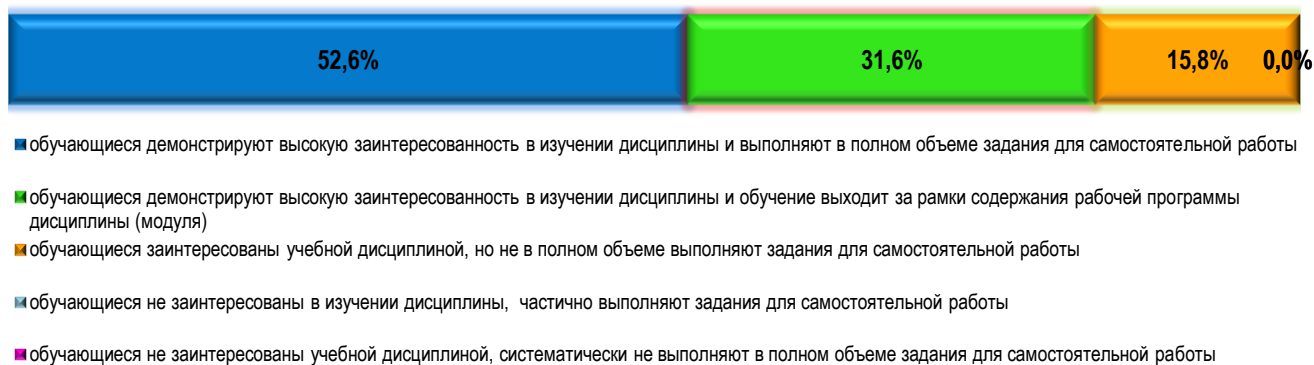 52,6% 31,6% 15,8% 0,0%
обучающиеся демонстрируют высокую заинтересованность в изучении дисциплины и выполняют в полном объеме задания для самостоятельной работы
обучающиеся демонстрируют высокую заинтересованность в изучении дисциплины и обучение выходит за рамки содержания рабочей программы
дисциплины (модуля)
обучающиеся заинтересованы учебной дисциплиной, но не в полном объеме выполняют задания для самостоятельной работы
обучающиеся не заинтересованы в изучении дисциплины, частично выполняют задания для самостоятельной работы
обучающиеся не заинтересованы учебной дисциплиной, систематически не выполняют в полном объеме задания для самостоятельной работы